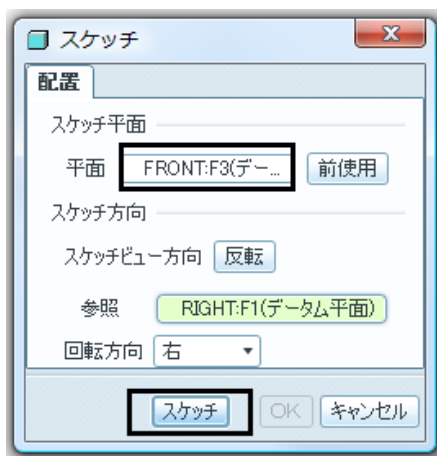 スケッチ
配置
スケッチ平面
平面 FRONT:F3(デー... 前使用
スケッチ方向
スケッチビュー方向 反転
参照 RIGHT:F1(データム平面)
回転方向 右
スケッチ OK キャンセル